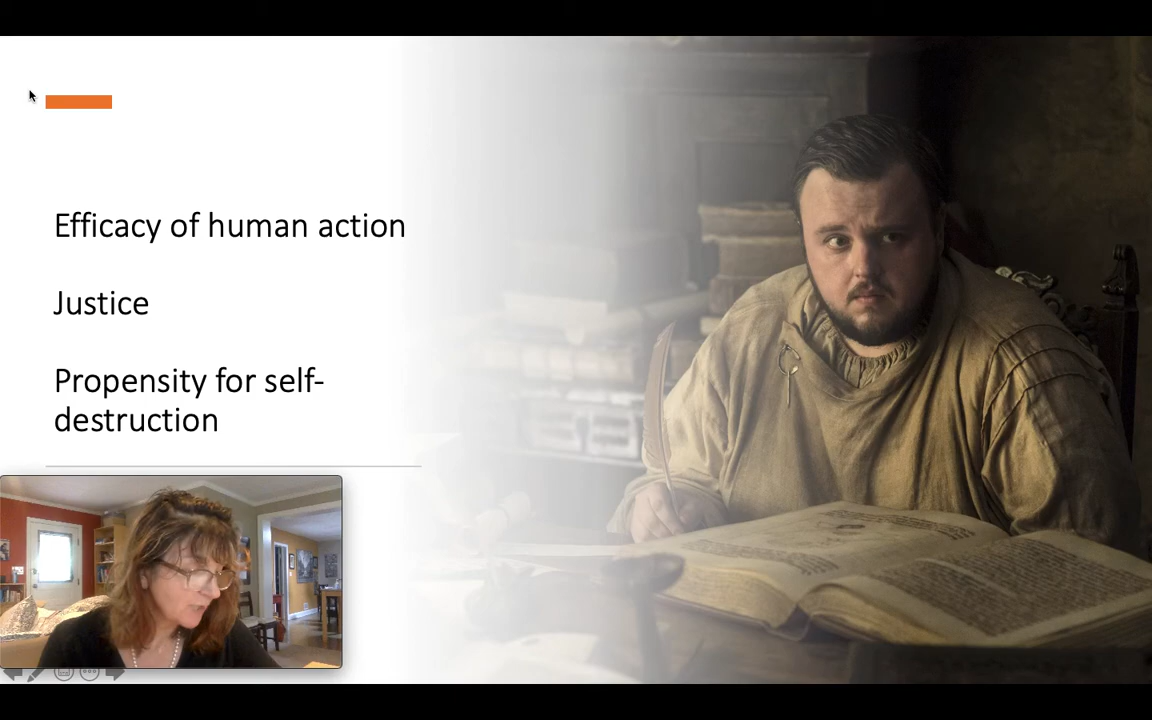 Efficacy of human action
Justice
Propensity for self-
destruction